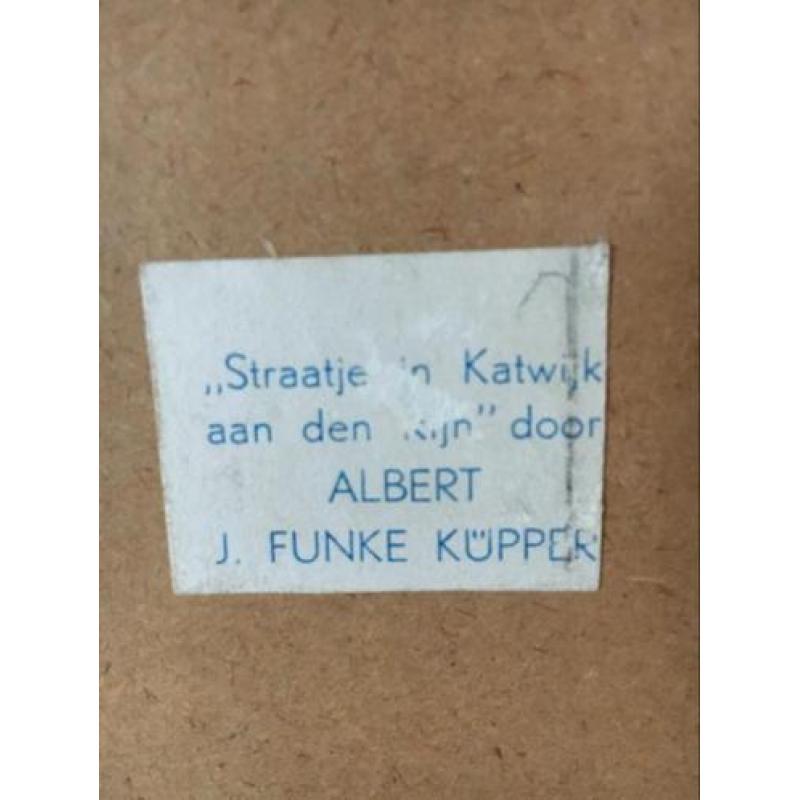 „Straatje in Katwijk
aan den Rijn” door
ALBERT
J. FUNKE KÜPPER